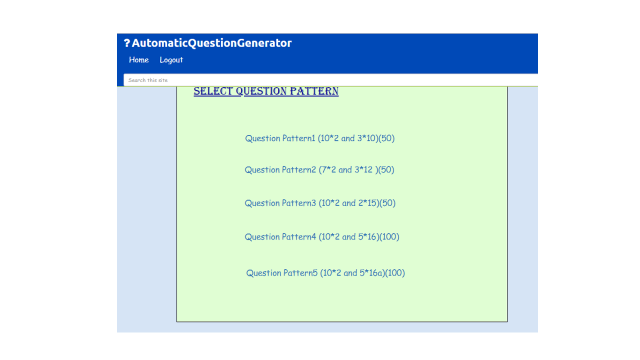 ? AutomaticQuestionGenerator
Home Logout
Search this site
SELECT QUESTION PATTERN
Question Pattern1 (10*2 and 3*10)(50)
Question Pattern2 (7*2 and 3*12 )(50)
Question Pattern3 (10*2 and 2*15)(50)
Question Pattern4 (10*2 and 5*16)(100)
Question Pattern5 (10*2 and 5*16a)(100)